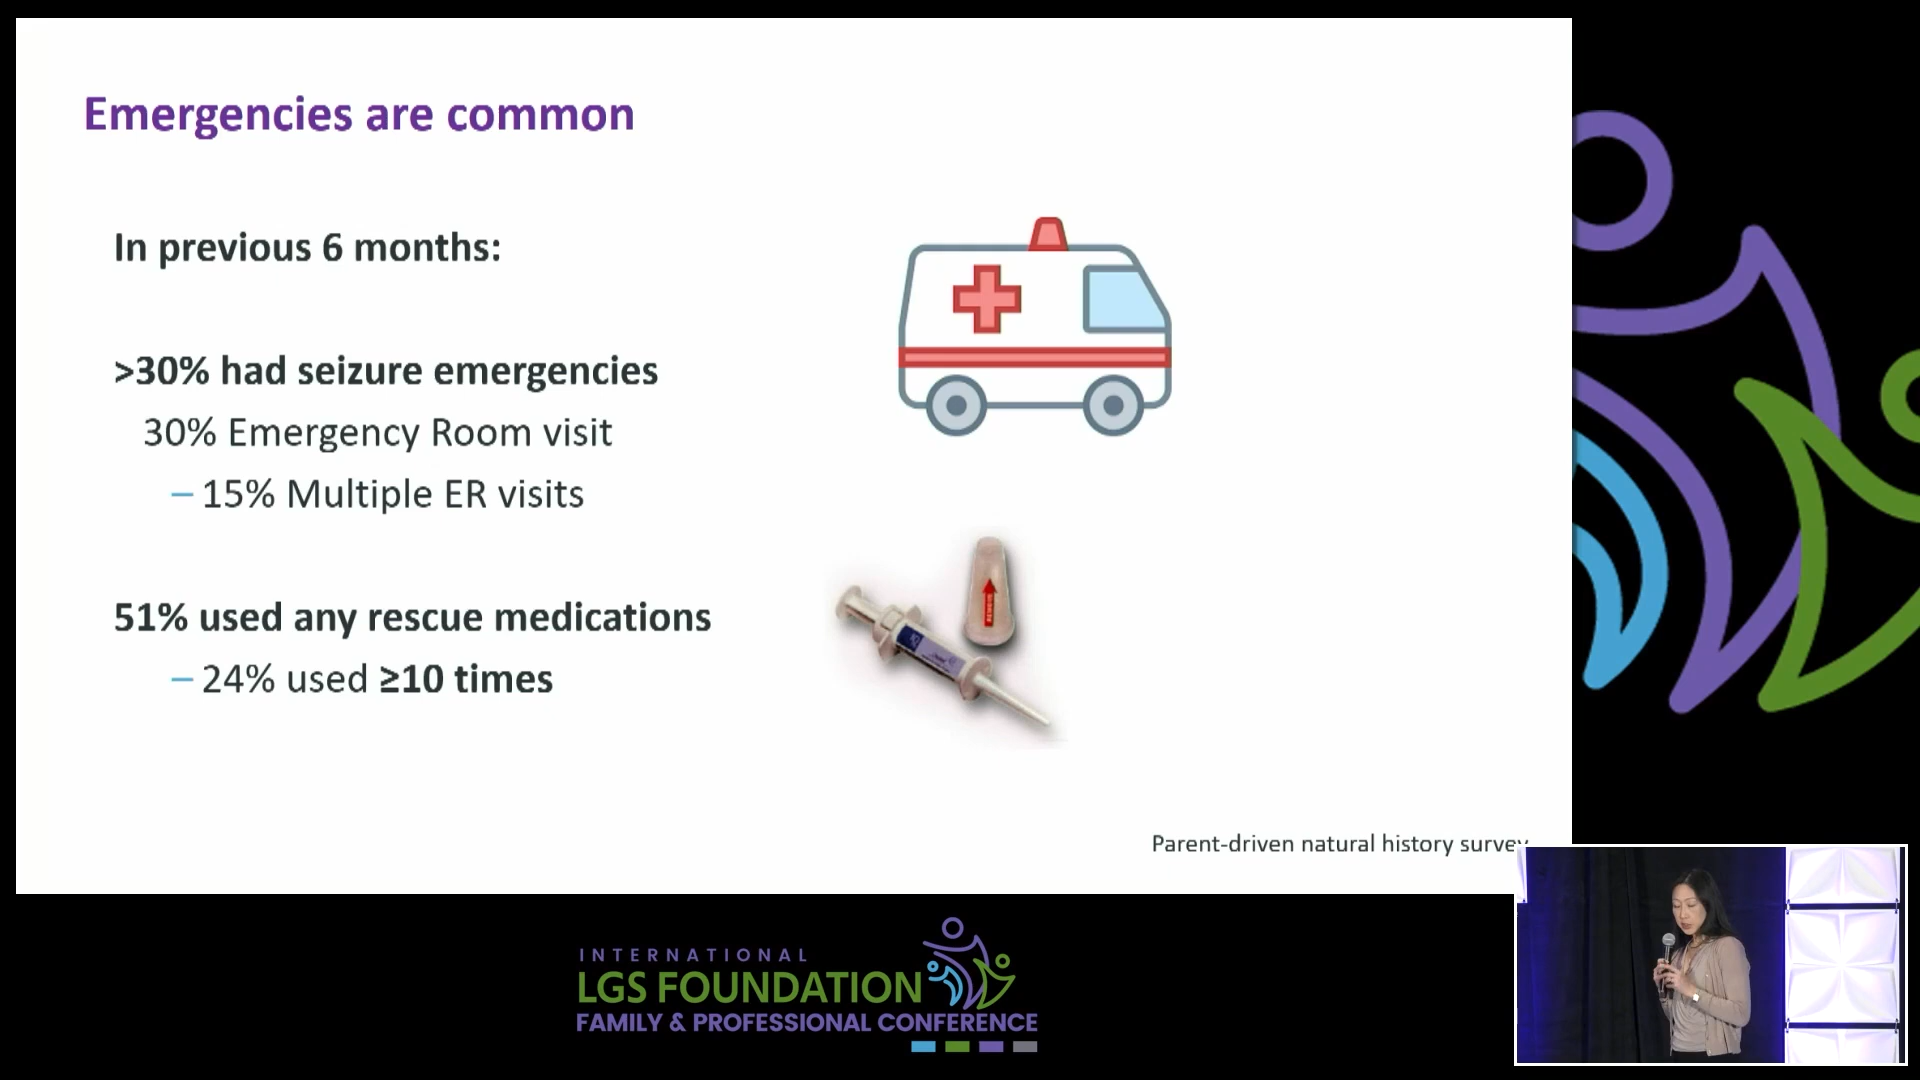 Emergencies are common
In previous 6 months:
>30% had seizure emergencies
30% Emergency Room visit
– 15% Multiple ER visits
51% used any rescue medications
– 24% used ≥10 times
Parent-driven natural history survey
INTERNATIONAL
LGS FOUNDATION
FAMILY & PROFESSIONAL CONFERENCE